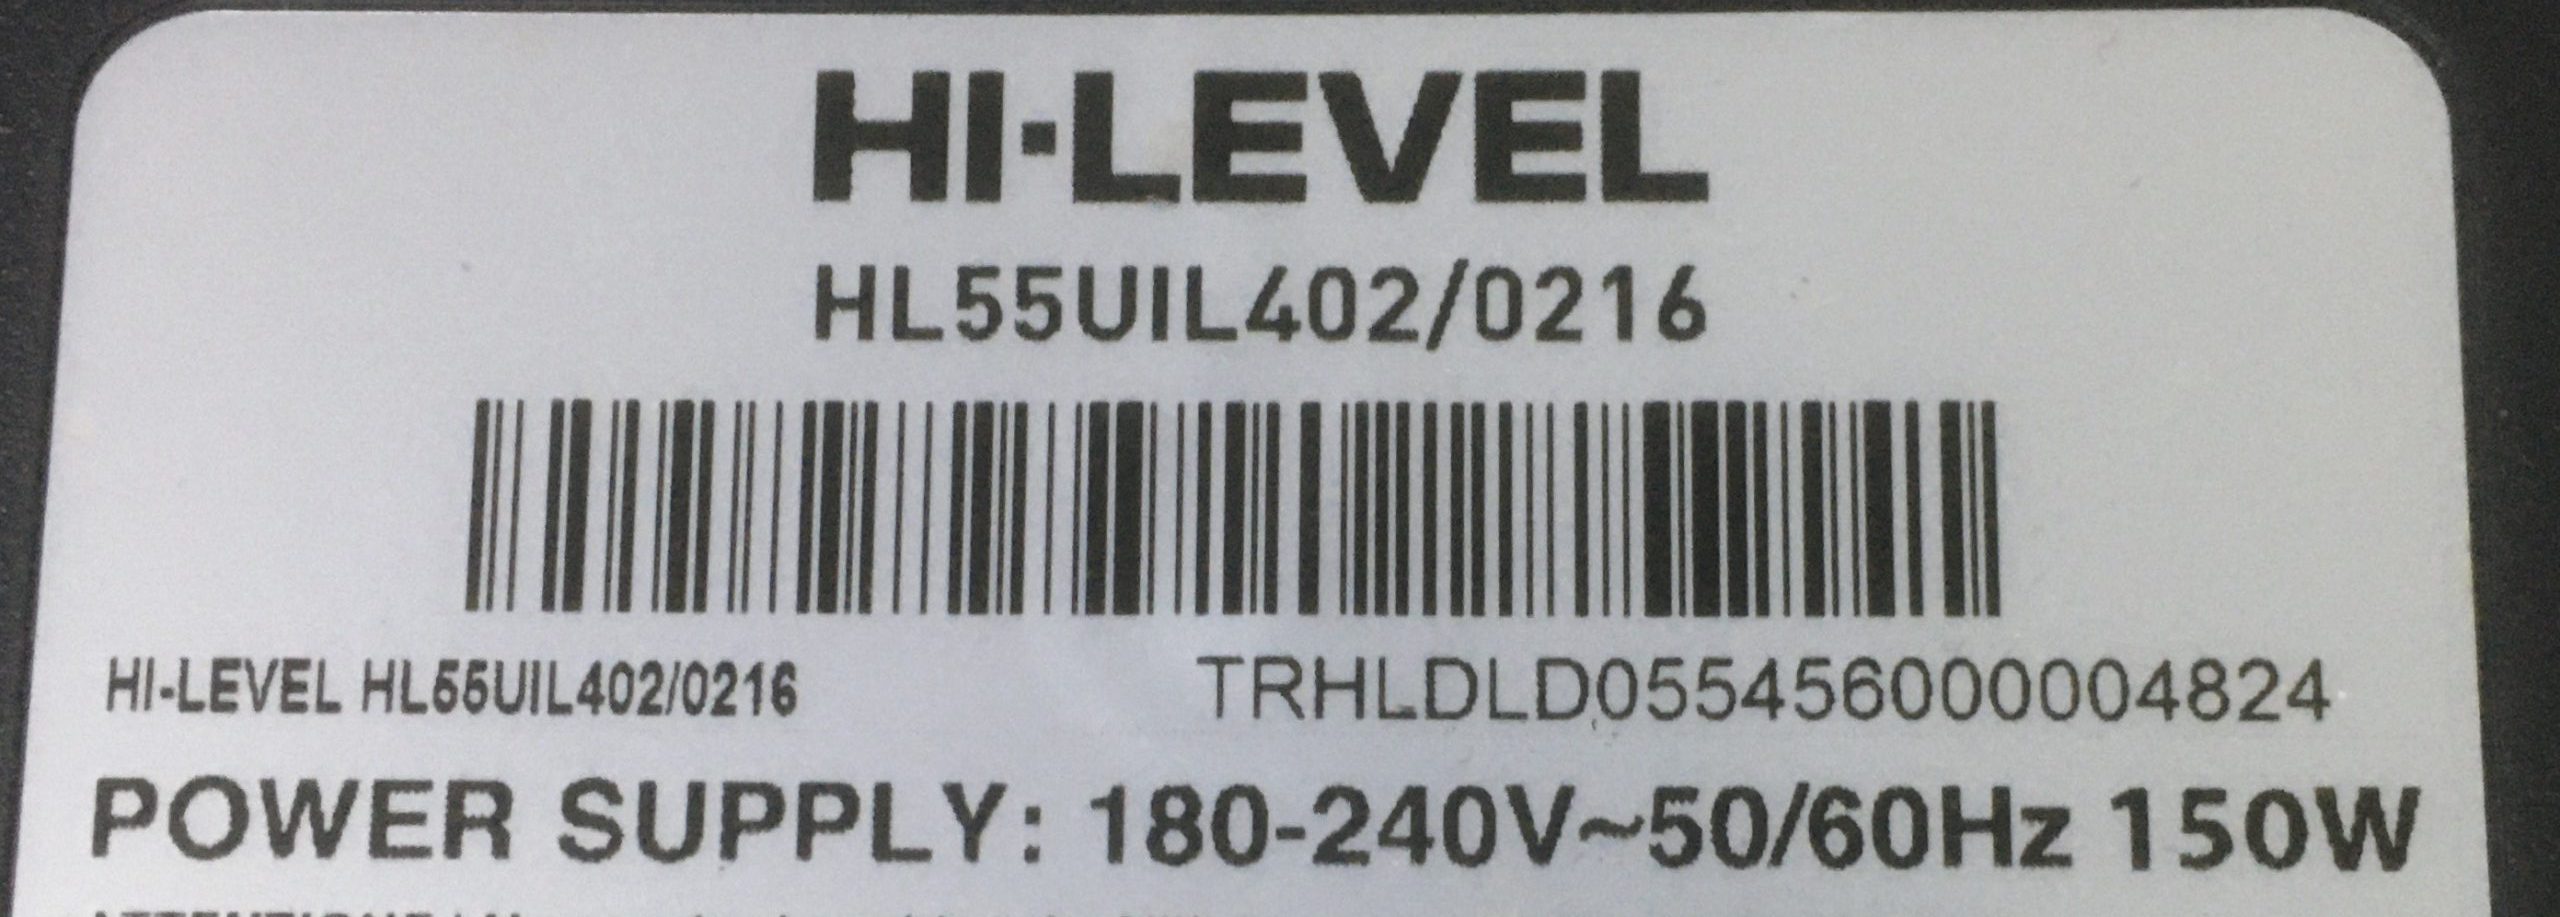 HI-LEVEL
HL55UIL402/0216
HI-LEVEL HL55UIL402/0216 TRHLDLD055456000004824
POWER SUPPLY: 180-240V~50/60Hz 150W